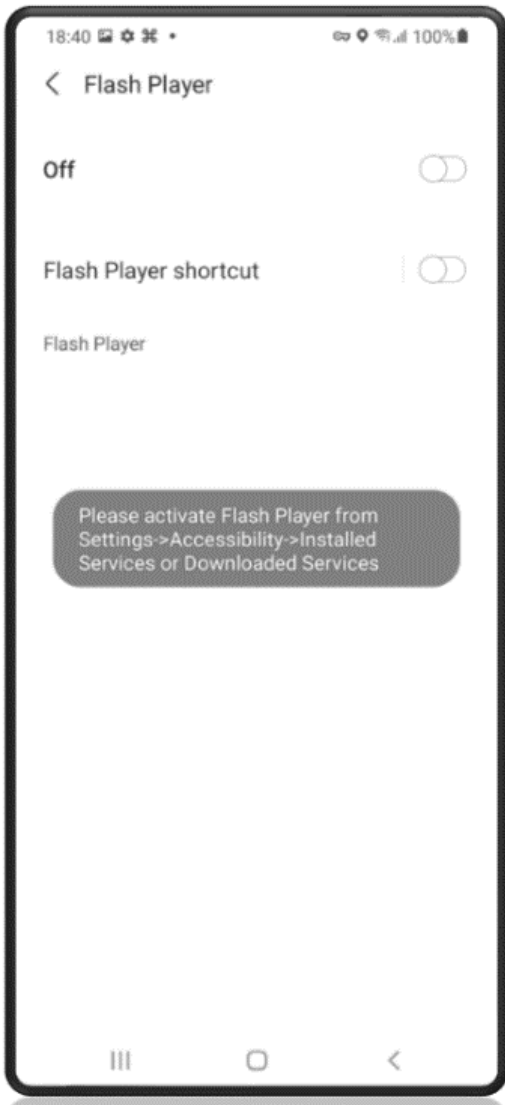 18:40 100%
Flash Player
Off
Flash Player shortcut
Flash Player
Please activate Flash Player from
Settings->Accessibility->Installed
Services or Downloaded Services